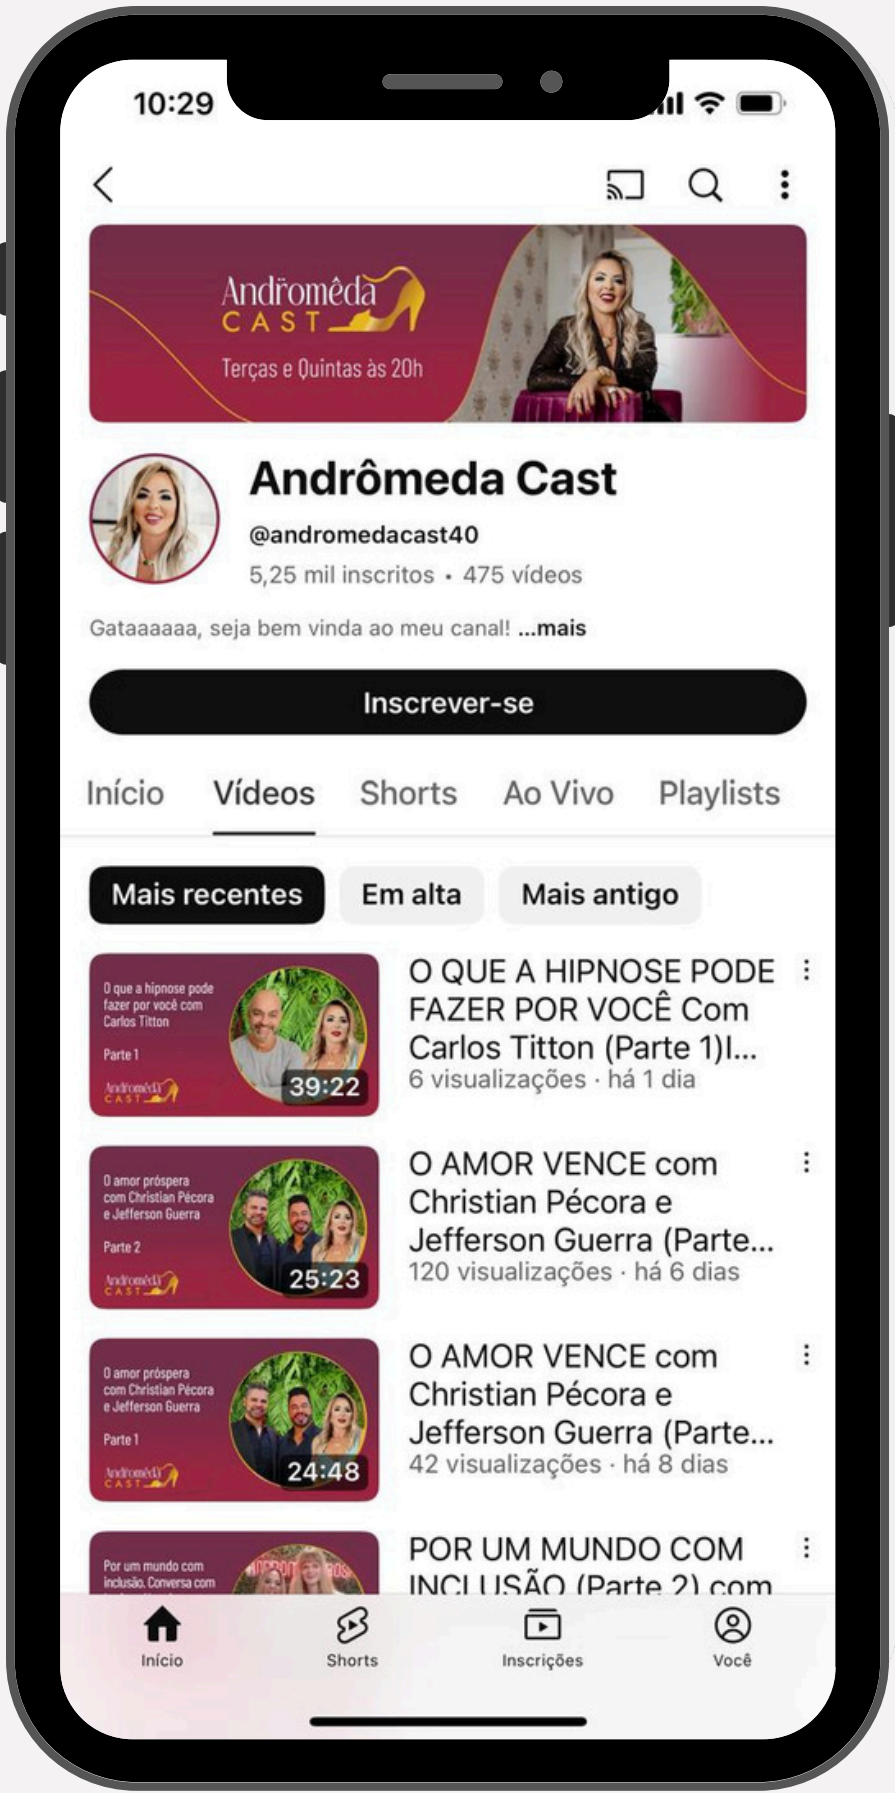 10:29
Andromêda
CAST
Terças e Quintas às 20h
Andrômeda Cast
@andromedacast40
5,25 mil inscritos • 475 vídeos
Gataaaaaa, seja bem vinda ao meu canal! ...mais
Inscrever-se
Início Vídeos Shorts Ao Vivo Playlists
Mais recentes Em alta Mais antigo
O que a hipnose pode
fazer por você com
Carlos Titton
Parte 1
Andromêda
CAST
39:22
O QUE A HIPNOSE PODE
FAZER POR VOCÊ Com
Carlos Titton (Parte 1)I...
6 visualizações · há 1 dia
O amor próspera
com Christian Pécora
e Jefferson Guerra
Parte 2
Andromêda
CAST
25:23
O AMOR VENCE com
Christian Pécora e
Jefferson Guerra (Parte...
120 visualizações · há 6 dias
O amor próspera
com Christian Pécora
e Jefferson Guerra
Parte 1
Andromêda
CAST
24:48
O AMOR VENCE com
Christian Pécora e
Jefferson Guerra (Parte...
42 visualizações · há 8 dias
Por um mundo com
inclusão. Conversa com
POR UM MUNDO COM
INCLUSÃO (Parte 2) com
Início Shorts Inscrições Você